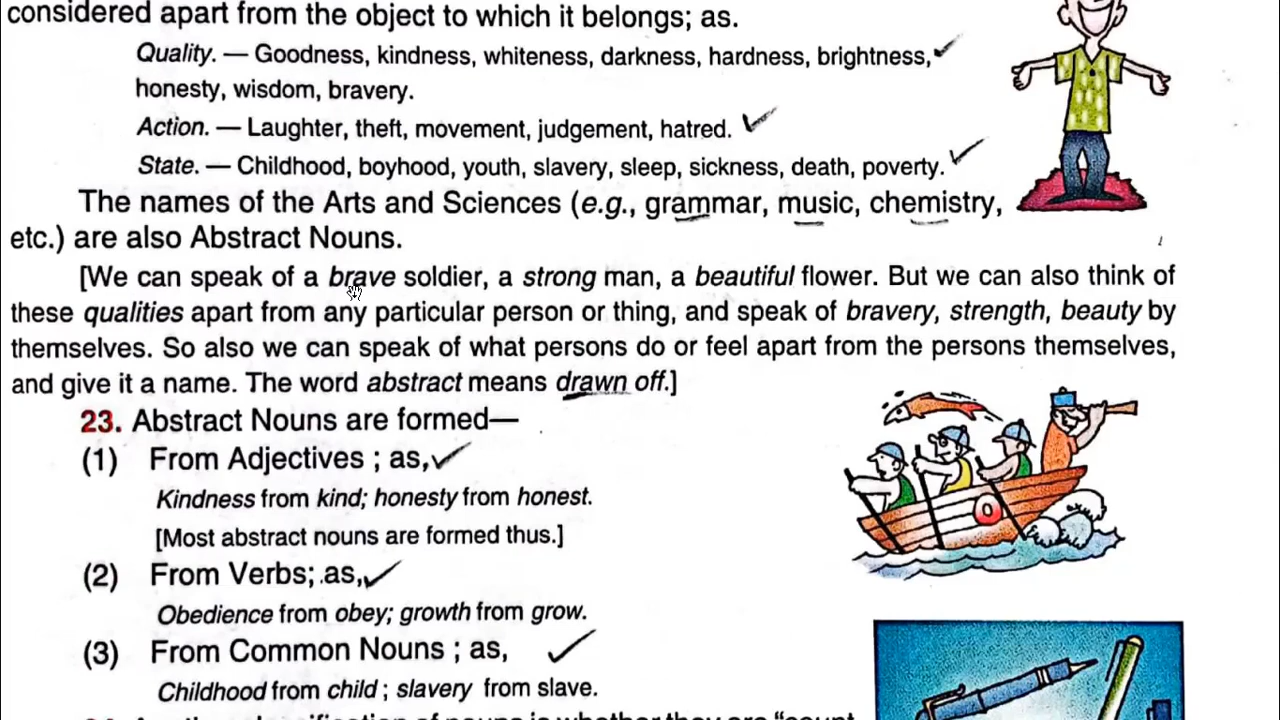 considered apart from the object to which it belongs; as.
Quality. — Goodness, kindness, whiteness, darkness, hardness, brightness,
honesty, wisdom, bravery.
Action. — Laughter, theft, movement, judgement, hatred.
State. — Childhood, boyhood, youth, slavery, sleep, sickness, death, poverty.
The names of the Arts and Sciences (e.g., grammar, music, chemistry,
etc.) are also Abstract Nouns.
[We can speak of a brave soldier, a strong man, a beautiful flower. But we can also think of
these qualities apart from any particular person or thing, and speak of bravery, strength, beauty by
themselves. So also we can speak of what persons do or feel apart from the persons themselves,
and give it a name. The word abstract means drawn off.]
23. Abstract Nouns are formed—
(1) From Adjectives ; as,
Kindness from kind; honesty from honest.
[Most abstract nouns are formed thus.]
(2) From Verbs; as,
Obedience from obey; growth from grow.
(3) From Common Nouns ; as,
Childhood from child ; slavery from slave.
of nouns is whether they are "count